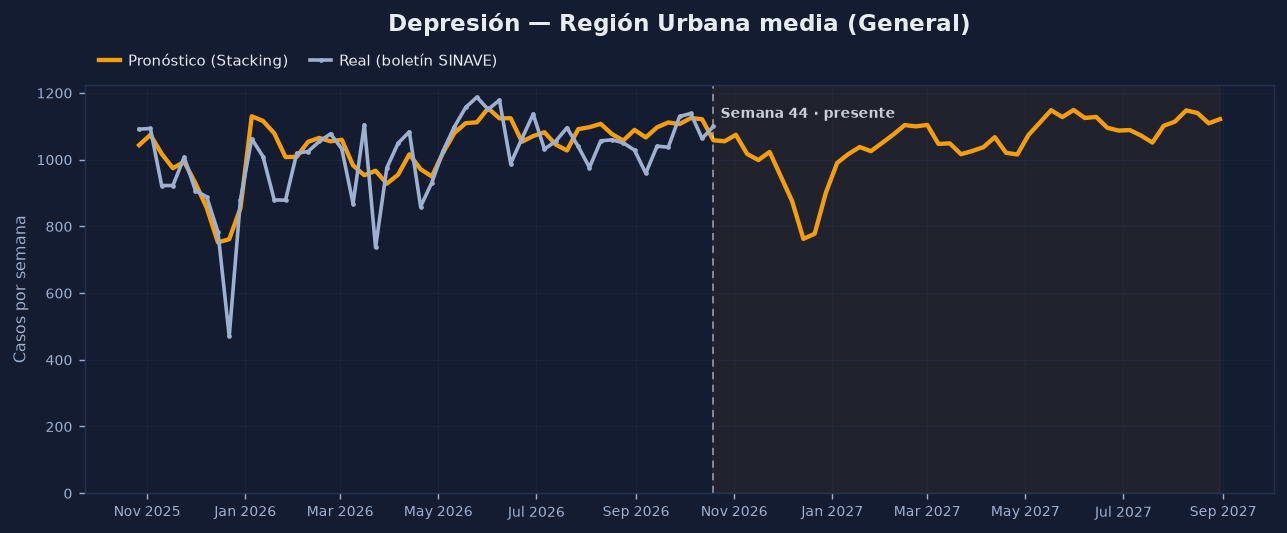 Depresión — Región Urbana media (General)
Pronóstico (Stacking)
Real (boletín SINAVE)
Semana 44 · presente
Casos por semana
1200
1000
800
600
400
200
0
Nov 2025
Jan 2026
Mar 2026
May 2026
Jul 2026
Sep 2026
Nov 2026
Jan 2027
Mar 2027
May 2027
Jul 2027
Sep 2027